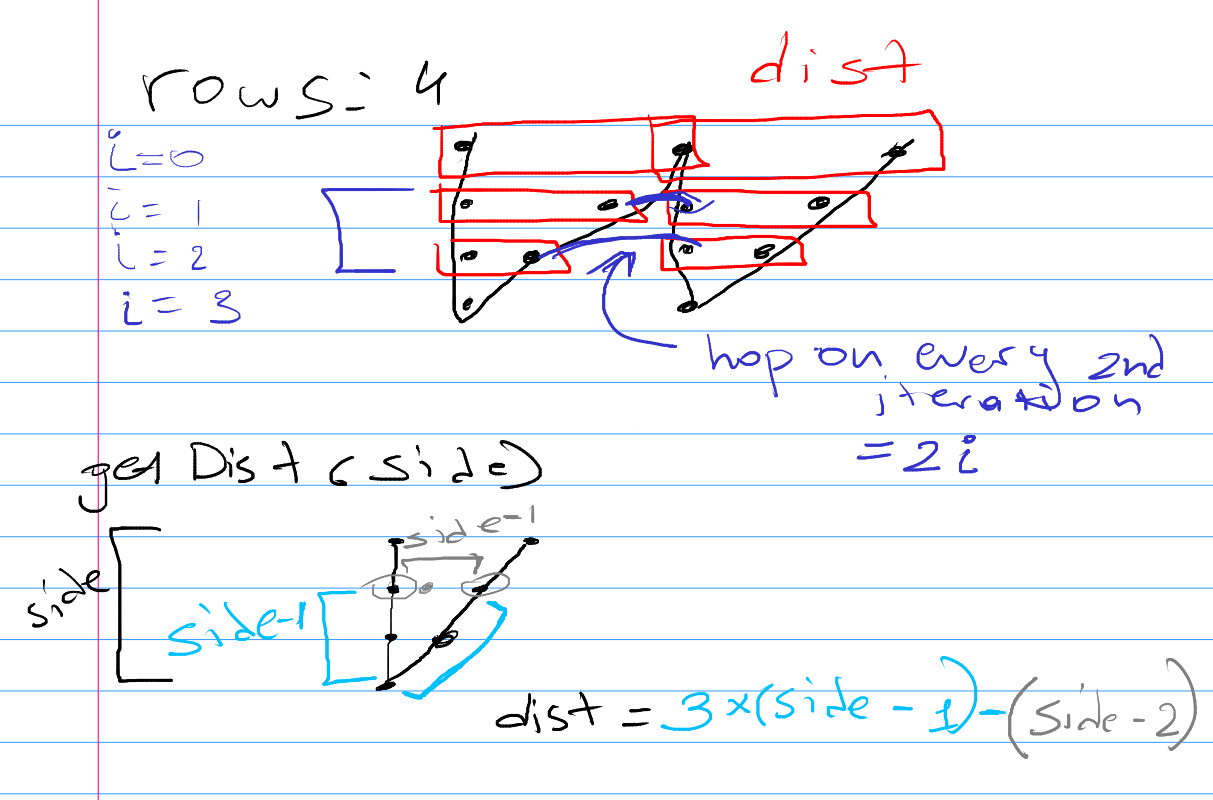 rows = 4
dist
i = 0
i = 1
i = 2
i = 3
hop on every 2nd
iteration
= 2i
get Dist (side)
side-1
side
side-1
dist = 3×(side - 1) - (side - 2)